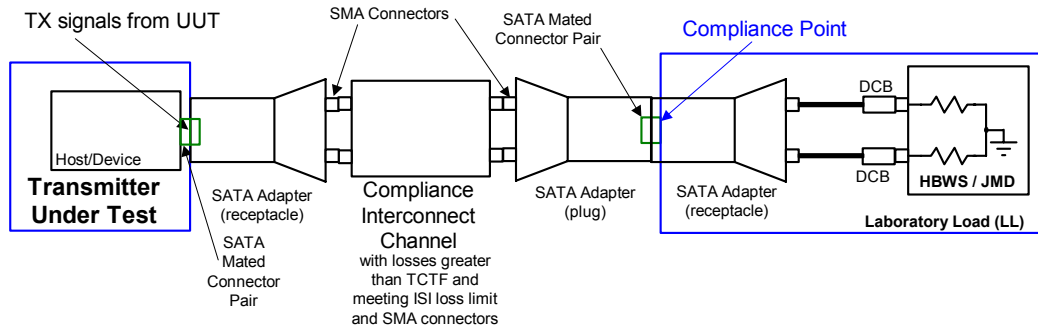 TX signals from UUT
SMA Connectors
SATA Mated
Connector Pair
Compliance Point
Host/Device
Transmitter
Under Test
SATA
Mated
Connector
Pair
SATA Adapter
(receptacle)
Compliance
Interconnect
Channel
with losses greater
than TCTF and
meeting ISI loss limit
and SMA connectors
SATA Adapter
(plug)
SATA Adapter
(receptacle)
DCB
DCB
HBWS / JMD
Laboratory Load (LL)